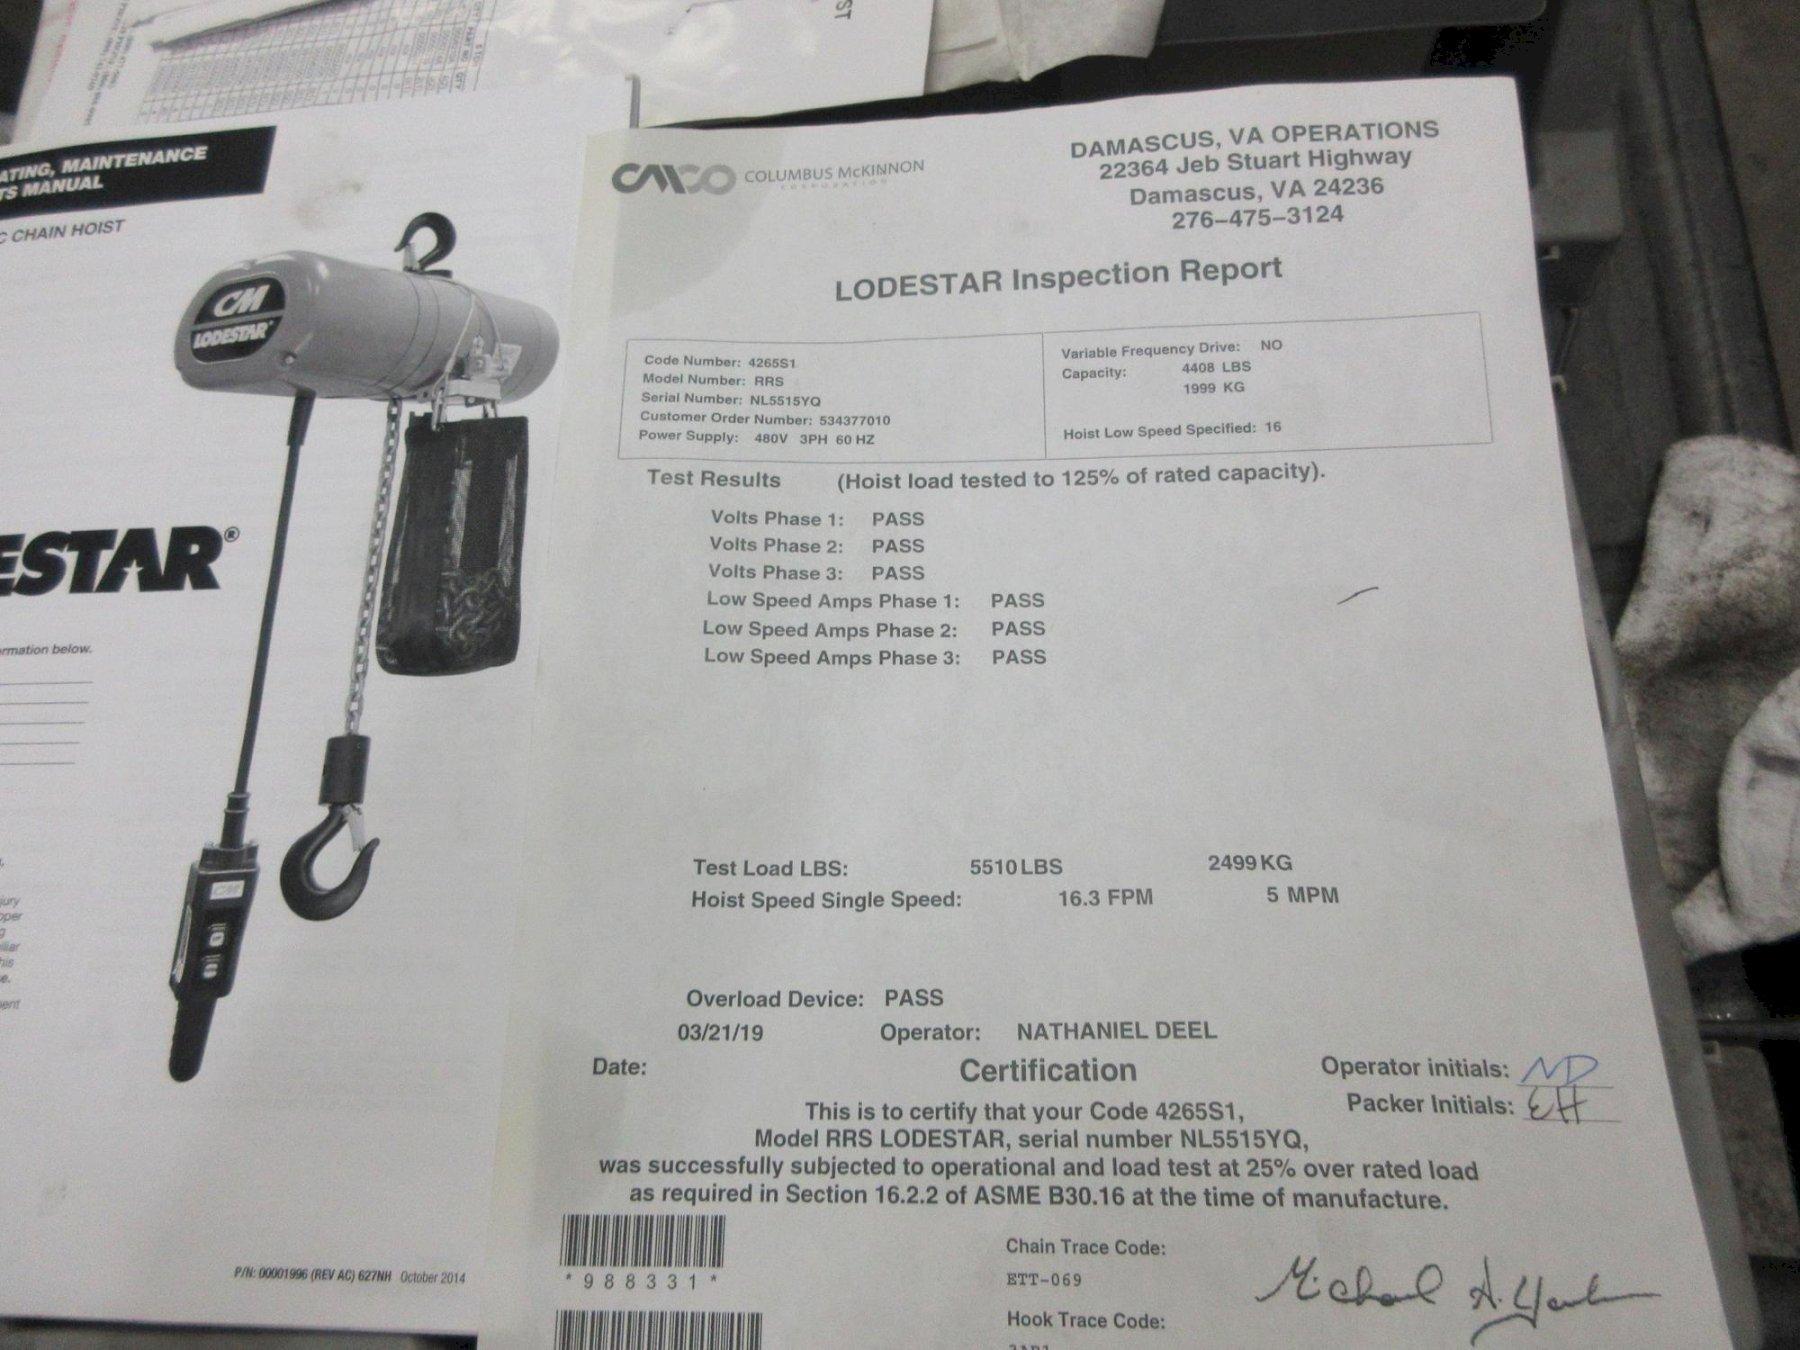 ST
ATING, MAINTENANCE
TS MANUAL
C CHAIN HOIST
CM
LODESTAR
ESTAR®
rmation below.
P/N: 00001996 (REV AC) 627NH October 2014
CMCO COLUMBUS McKINNON
CORPORATION
DAMASCUS, VA OPERATIONS
22364 Jeb Stuart Highway
Damascus, VA 24236
276-475-3124
LODESTAR Inspection Report
Code Number: 4265S1
Model Number: RRS
Serial Number: NL5515YQ
Customer Order Number: 534377010
Power Supply: 480V 3PH 60 HZ
Variable Frequency Drive: NO
Capacity: 4408 LBS
1999 KG
Hoist Low Speed Specified: 16
Test Results (Hoist load tested to 125% of rated capacity).
Volts Phase 1: PASS
Volts Phase 2: PASS
Volts Phase 3: PASS
Low Speed Amps Phase 1: PASS
Low Speed Amps Phase 2: PASS
Low Speed Amps Phase 3: PASS
Test Load LBS: 5510 LBS 2499 KG
Hoist Speed Single Speed: 16.3 FPM 5 MPM
Overload Device: PASS
03/21/19 Operator: NATHANIEL DEEL
Date: Certification Operator initials: ND
Packer Initials: EH
This is to certify that your Code 4265S1,
Model RRS LODESTAR, serial number NL5515YQ,
was successfully subjected to operational and load test at 25% over rated load
as required in Section 16.2.2 of ASME B30.16 at the time of manufacture.
*988331*
Chain Trace Code:
ETT-069
Hook Trace Code:
Michael A.